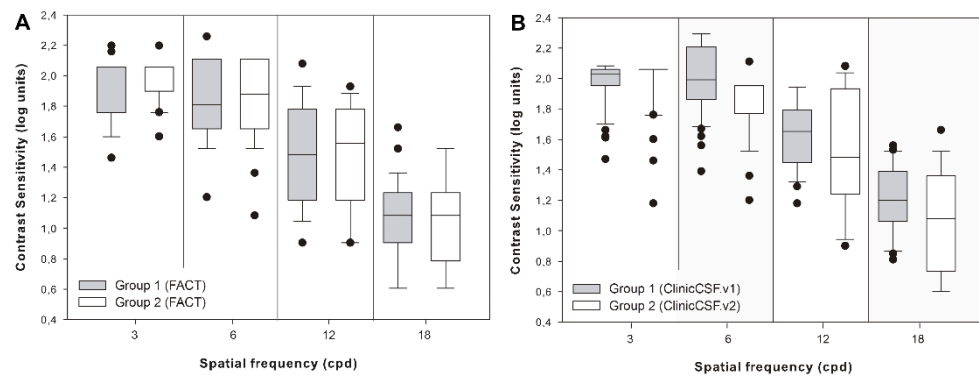 A
Contrast Sensitivity (log units)
2,2
2,0
1,8
1,6
1,4
1,2
1,0
0,8
0,6
0,4
Group 1 (FACT)
Group 2 (FACT)
3 6 12 18
Spatial frequency (cpd)
B
Contrast Sensitivity (log units)
2,4
2,2
2,0
1,8
1,6
1,4
1,2
1,0
0,8
0,6
0,4
Group 1 (ClinicCSF.v1)
Group 2 (ClinicCSF.v2)
3 6 12 18
Spatial frequency (cpd)